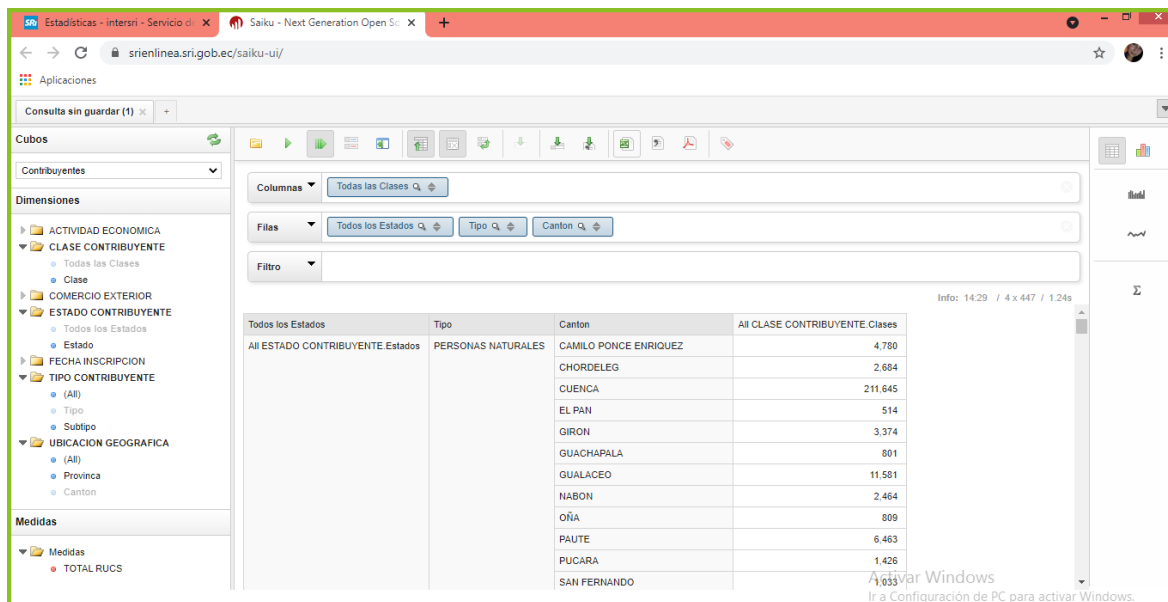 SRi Estadísticas - intersri - Servicio de
Saiku - Next Generation Open So
srienlinea.sri.gob.ec/saiku-ui/
Aplicaciones
Consulta sin guardar (1)
Cubos
Contribuyentes
Dimensiones
ACTIVIDAD ECONOMICA
CLASE CONTRIBUYENTE
Todas las Clases
Clase
COMERCIO EXTERIOR
ESTADO CONTRIBUYENTE
Todos los Estados
Estado
FECHA INSCRIPCION
TIPO CONTRIBUYENTE
(All)
Tipo
Subtipo
UBICACION GEOGRAFICA
(All)
Provinca
Canton
Medidas
Medidas
TOTAL RUCS
Columnas Todas las Clases
Filas Todos los Estados Tipo Canton
Filtro
Info: 14:29 / 4 x 447 / 1.24s
Todos los Estados Tipo Canton All CLASE CONTRIBUYENTE.Clases
All ESTADO CONTRIBUYENTE.Estados PERSONAS NATURALES CAMILO PONCE ENRIQUEZ 4,780
CHORDELEG 2,684
CUENCA 211,645
EL PAN 514
GIRON 3,374
GUACHAPALA 801
GUALACEO 11,581
NABON 2,464
OÑA 809
PAUTE 6,463
PUCARA 1,426
SAN FERNANDO 1,033
Σ
Activar Windows
Ir a Configuración de PC para activar Windows.